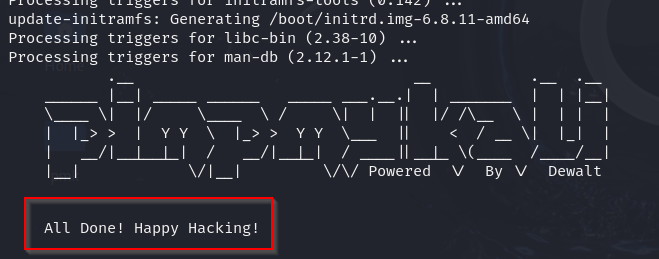 Processing triggers for initramfs-tools (0.142) ...
update-initramfs: Generating /boot/initrd.img-6.8.11-amd64
Processing triggers for libc-bin (2.38-10) ...
Processing triggers for man-db (2.12.1-1) ...
pimpmykali
Powered By Dewalt
All Done! Happy Hacking!